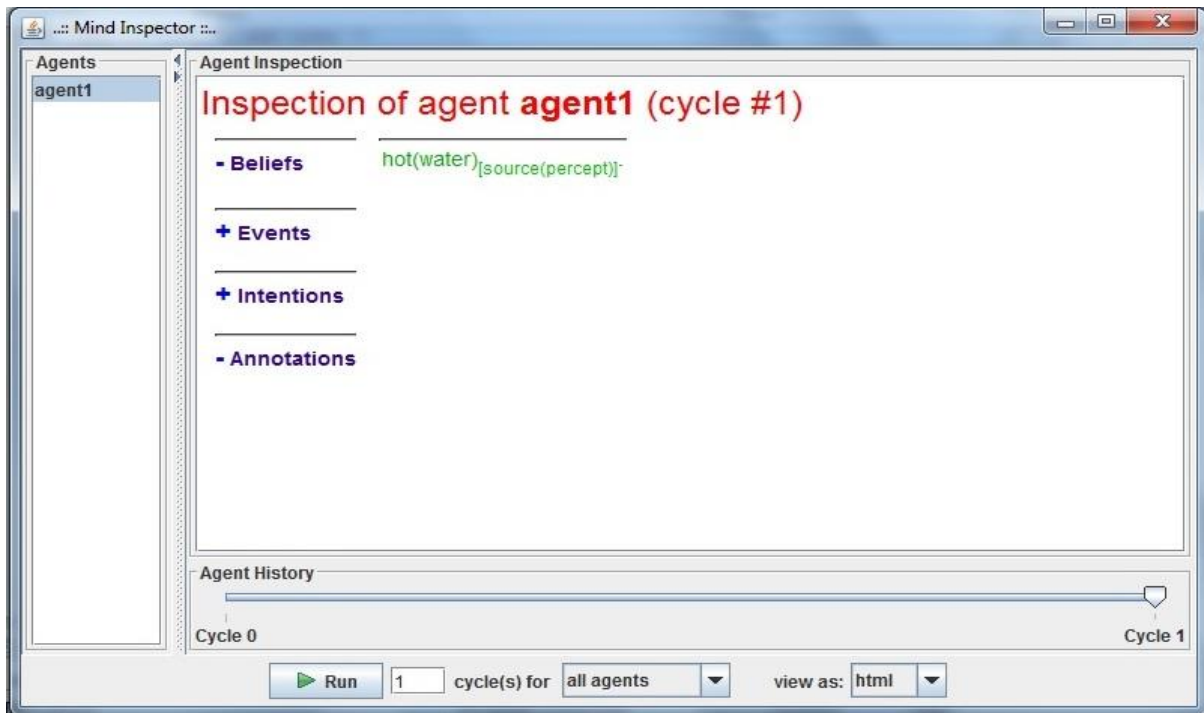 ..:: Mind Inspector ::..
Agents
agent1
Agent Inspection
Inspection of agent agent1 (cycle #1)
- Beliefs hot(water)[source(percept)].
+ Events
+ Intentions
- Annotations
Agent History
Cycle 0 Cycle 1
Run 1 cycle(s) for all agents view as: html